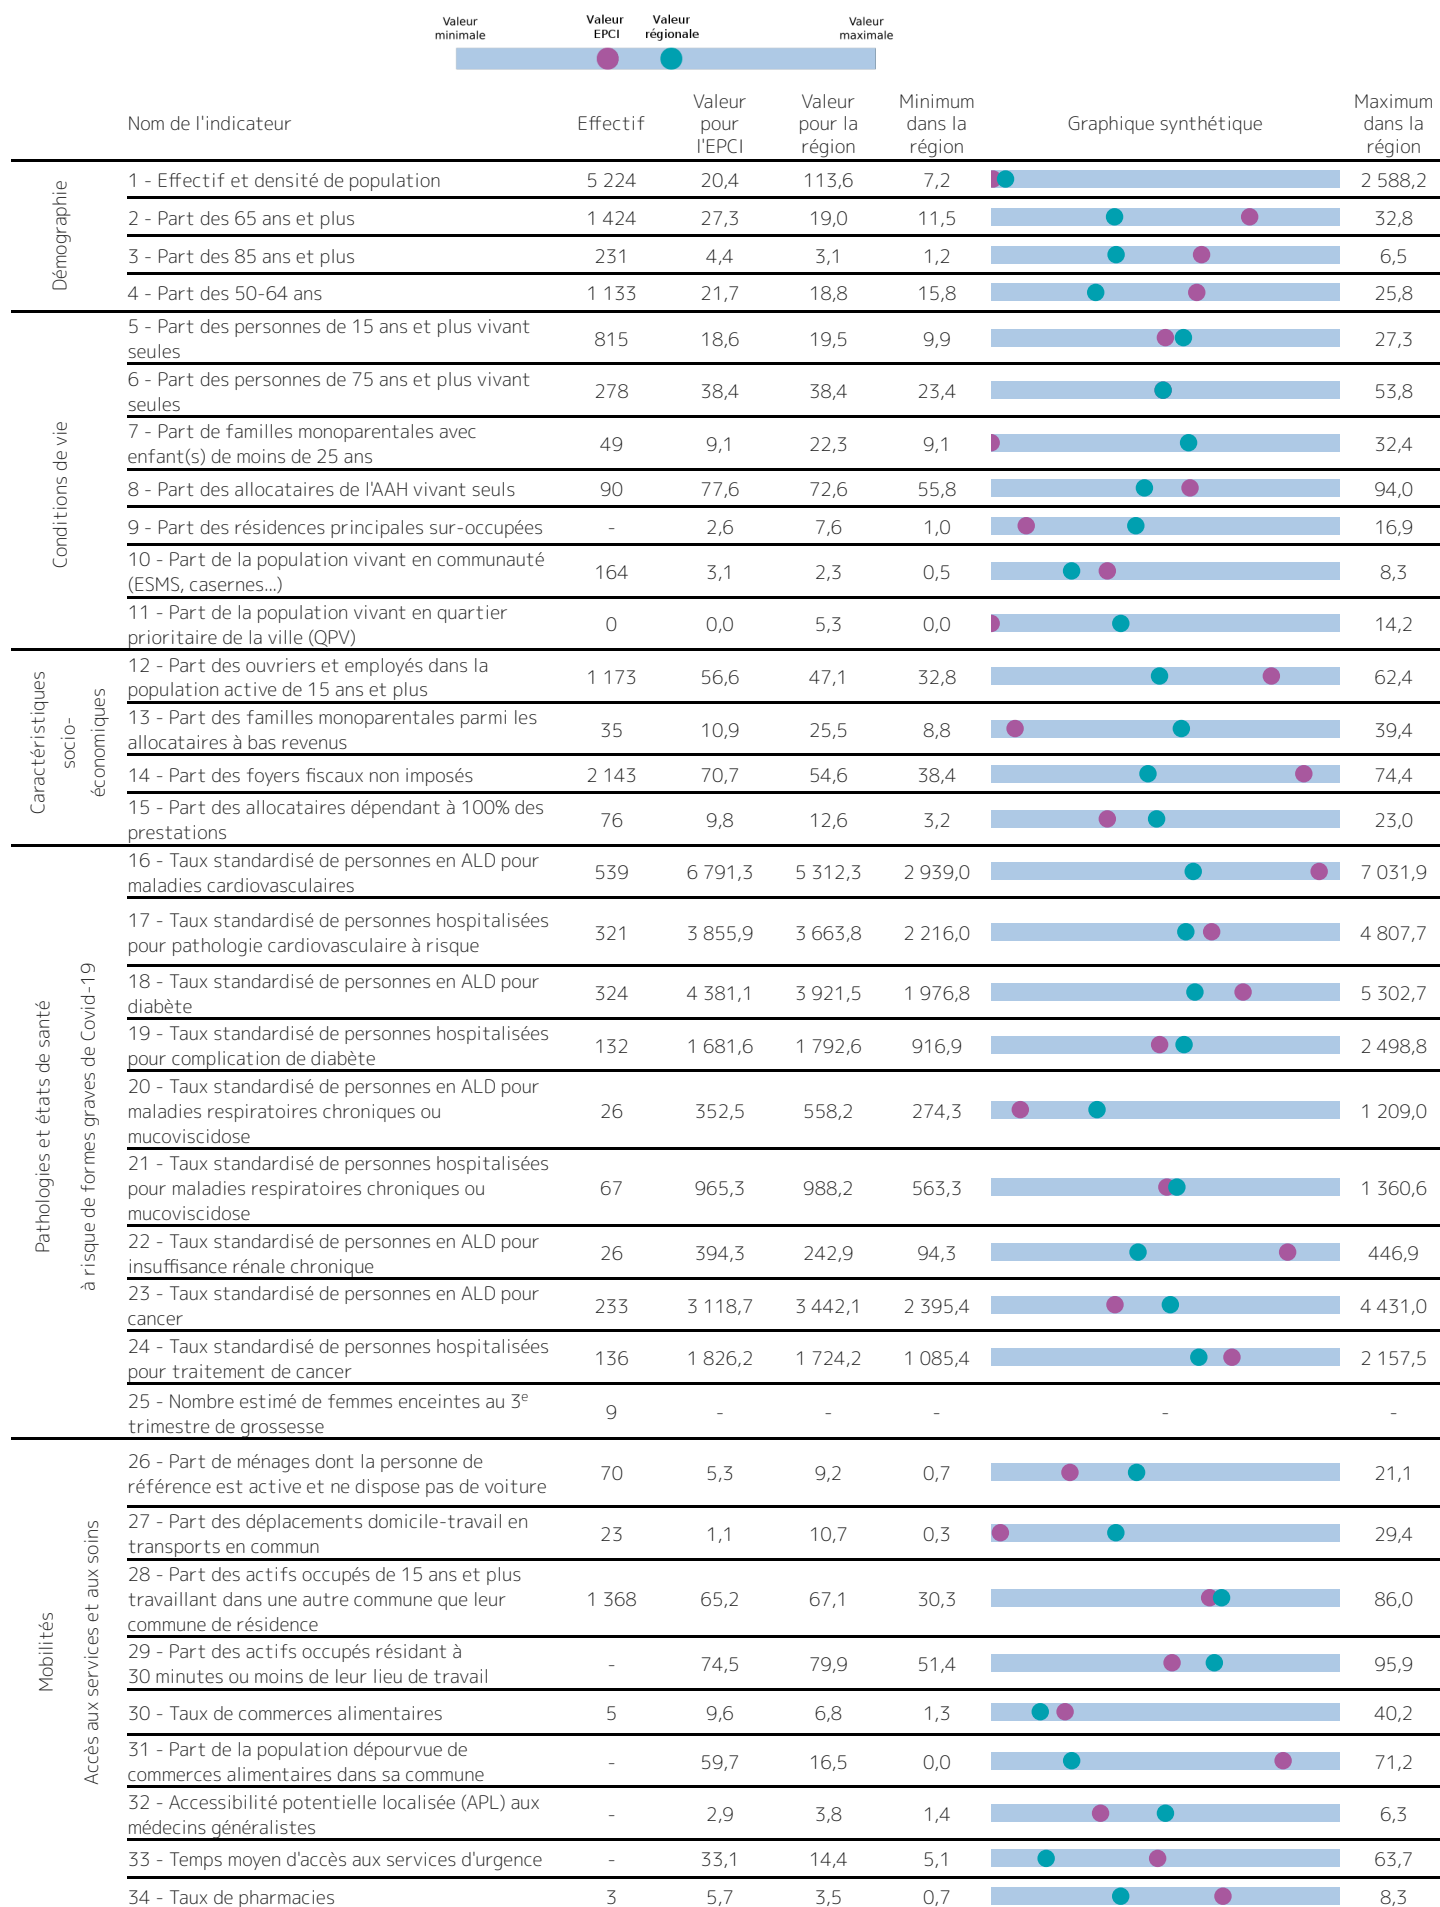 Valeur minimale
Valeur EPCI
Valeur régionale
Valeur maximale
Nom de l'indicateur Effectif Valeur pour l'EPCI Valeur pour la région Minimum dans la région Graphique synthétique Maximum dans la région
Démographie
1 - Effectif et densité de population 5 224 20,4 113,6 7,2 2 588,2
2 - Part des 65 ans et plus 1 424 27,3 19,0 11,5 32,8
3 - Part des 85 ans et plus 231 4,4 3,1 1,2 6,5
4 - Part des 50-64 ans 1 133 21,7 18,8 15,8 25,8
Conditions de vie
5 - Part des personnes de 15 ans et plus vivant
seules 815 18,6 19,5 9,9 27,3
6 - Part des personnes de 75 ans et plus vivant
seules 278 38,4 38,4 23,4 53,8
7 - Part de familles monoparentales avec
enfant(s) de moins de 25 ans 49 9,1 22,3 9,1 32,4
8 - Part des allocataires de l'AAH vivant seuls 90 77,6 72,6 55,8 94,0
9 - Part des résidences principales sur-occupées - 2,6 7,6 1,0 16,9
10 - Part de la population vivant en communauté
(ESMS, casernes...) 164 3,1 2,3 0,5 8,3
11 - Part de la population vivant en quartier
prioritaire de la ville (QPV) 0 0,0 5,3 0,0 14,2
Caractéristiques
socio-
économiques
12 - Part des ouvriers et employés dans la
population active de 15 ans et plus 1 173 56,6 47,1 32,8 62,4
13 - Part des familles monoparentales parmi les
allocataires à bas revenus 35 10,9 25,5 8,8 39,4
14 - Part des foyers fiscaux non imposés 2 143 70,7 54,6 38,4 74,4
15 - Part des allocataires dépendant à 100% des
prestations 76 9,8 12,6 3,2 23,0
Pathologies et états de santé
à risque de formes graves de Covid-19
16 - Taux standardisé de personnes en ALD pour
maladies cardiovasculaires 539 6 791,3 5 312,3 2 939,0 7 031,9
17 - Taux standardisé de personnes hospitalisées
pour pathologie cardiovasculaire à risque 321 3 855,9 3 663,8 2 216,0 4 807,7
18 - Taux standardisé de personnes en ALD pour
diabète 324 4 381,1 3 921,5 1 976,8 5 302,7
19 - Taux standardisé de personnes hospitalisées
pour complication de diabète 132 1 681,6 1 792,6 916,9 2 498,8
20 - Taux standardisé de personnes en ALD pour
maladies respiratoires chroniques ou
mucoviscidose 26 352,5 558,2 274,3 1 209,0
21 - Taux standardisé de personnes hospitalisées
pour maladies respiratoires chroniques ou
mucoviscidose 67 965,3 988,2 563,3 1 360,6
22 - Taux standardisé de personnes en ALD pour
insuffisance rénale chronique 26 394,3 242,9 94,3 446,9
23 - Taux standardisé de personnes en ALD pour
cancer 233 3 118,7 3 442,1 2 395,4 4 431,0
24 - Taux standardisé de personnes hospitalisées
pour traitement de cancer 136 1 826,2 1 724,2 1 085,4 2 157,5
25 - Nombre estimé de femmes enceintes au 3e
trimestre de grossesse 9 - - - - -
Mobilités
Accès aux services et aux soins
26 - Part de ménages dont la personne de
référence est active et ne dispose pas de voiture 70 5,3 9,2 0,7 21,1
27 - Part des déplacements domicile-travail en
transports en commun 23 1,1 10,7 0,3 29,4
28 - Part des actifs occupés de 15 ans et plus
travaillant dans une autre commune que leur
commune de résidence 1 368 65,2 67,1 30,3 86,0
29 - Part des actifs occupés résidant à
30 minutes ou moins de leur lieu de travail - 74,5 79,9 51,4 95,9
30 - Taux de commerces alimentaires 5 9,6 6,8 1,3 40,2
31 - Part de la population dépourvue de
commerces alimentaires dans sa commune - 59,7 16,5 0,0 71,2
32 - Accessibilité potentielle localisée (APL) aux
médecins généralistes - 2,9 3,8 1,4 6,3
33 - Temps moyen d'accès aux services d'urgence - 33,1 14,4 5,1 63,7
34 - Taux de pharmacies 3 5,7 3,5 0,7 8,3